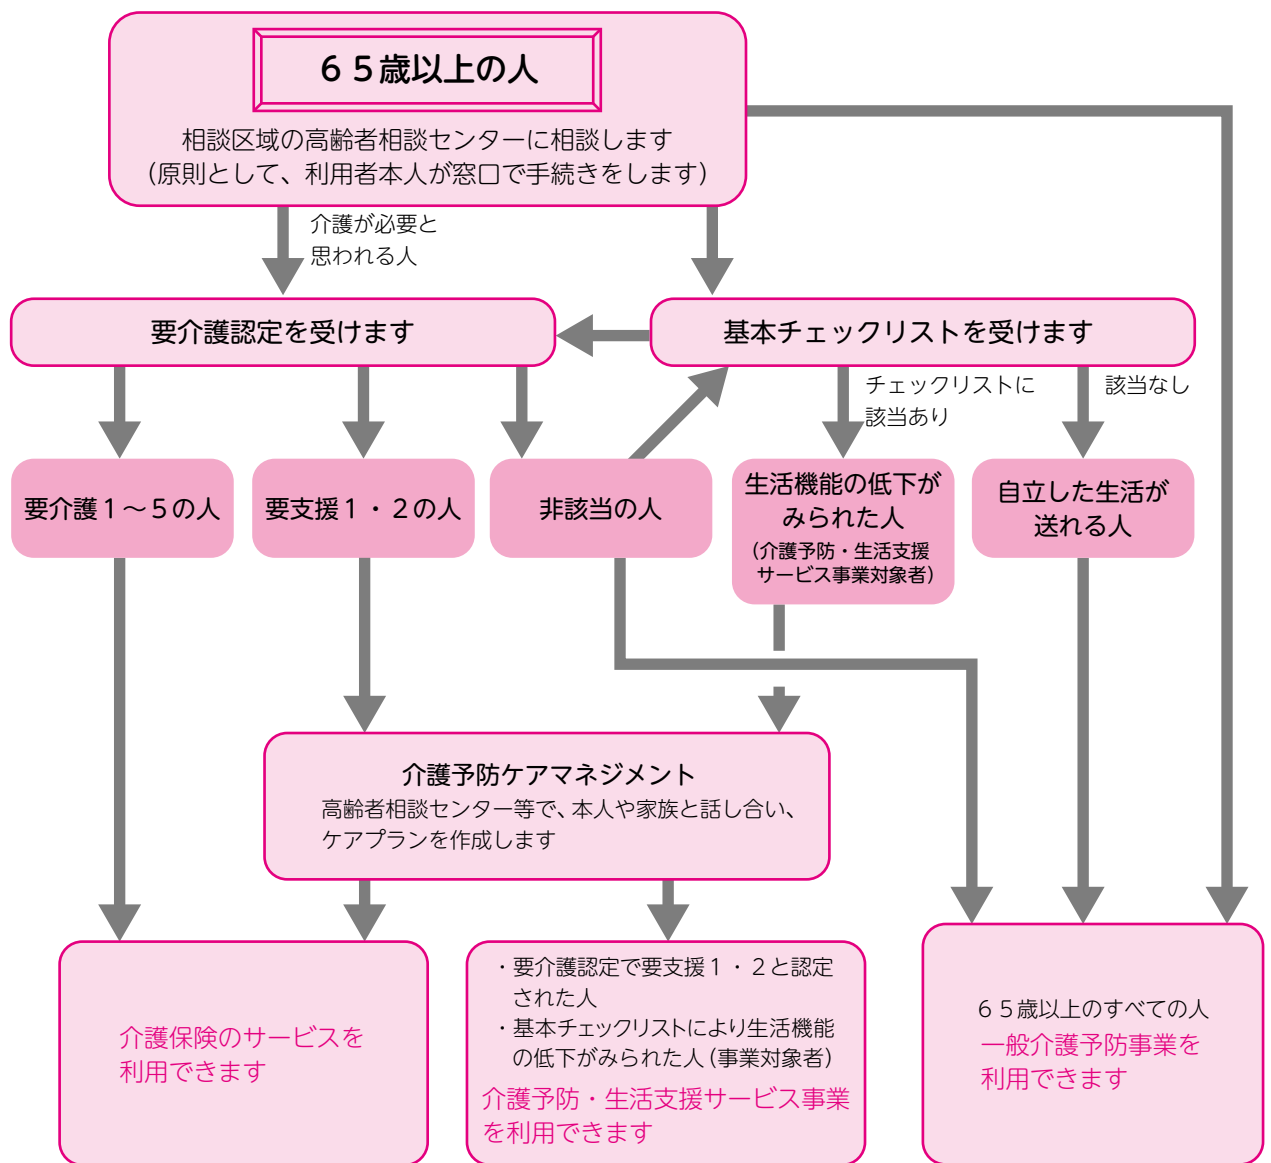 ６５歳以上の人
相談区域の高齢者相談センターに相談します
（原則として、利用者本人が窓口で手続きをします）
介護が必要と
思われる人
要介護認定を受けます
基本チェックリストを受けます
チェックリストに
該当あり
該当なし
要介護１～５の人
要支援１・２の人
非該当の人
生活機能の低下が
みられた人
（介護予防・生活支援
サービス事業対象者）
自立した生活が
送れる人
介護予防ケアマネジメント
高齢者相談センター等で、本人や家族と話し合い、
ケアプランを作成します
介護保険のサービスを
利用できます
・要介護認定で要支援１・２と認定
された人
・基本チェックリストにより生活機能
の低下がみられた人（事業対象者）
介護予防・生活支援サービス事業
を利用できます
６５歳以上のすべての人
一般介護予防事業を
利用できます